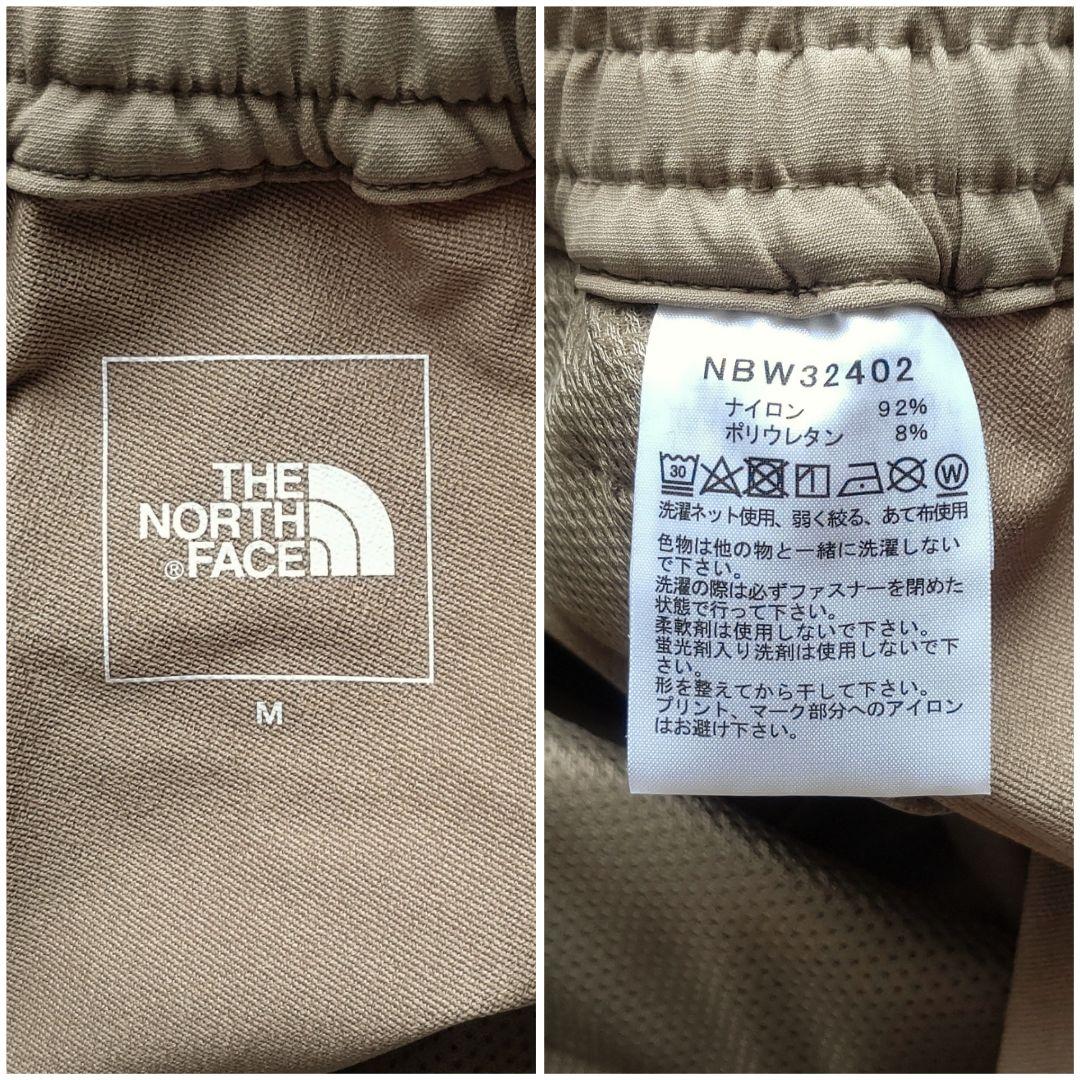 THE
NORTH
®FACE
M
NBW32402
ナイロン 92%
ポリウレタン 8%
30 W
洗濯ネット使用、弱く絞る、あて布使用
色物は他の物と一緒に洗濯しない
で下さい。
洗濯の際は必ずファスナーを閉めた
状態で行って下さい。
柔軟剤は使用しないで下さい。
蛍光剤入り洗剤は使用しないで下
さい。
形を整えてから干して下さい。
プリント、マーク部分へのアイロン
はお避け下さい。